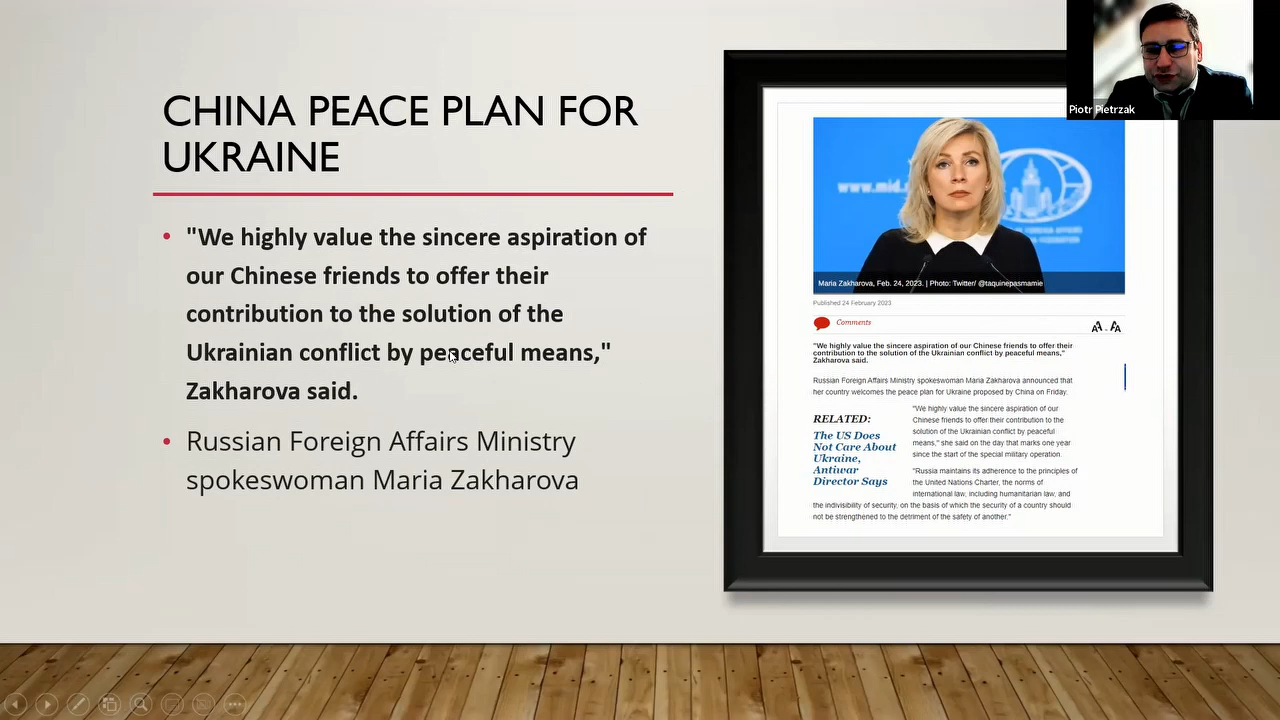 CHINA PEACE PLAN FOR
UKRAINE
"We highly value the sincere aspiration of
our Chinese friends to offer their
contribution to the solution of the
Ukrainian conflict by peaceful means,"
Zakharova said.
Russian Foreign Affairs Ministry
spokeswoman Maria Zakharova
Piotr Pietrzak
www.mid.
Maria Zakharova, Feb. 24, 2023. | Photo: Twitter/ @taquinepasmamie
Published 24 February 2023
Comments
A - A
"We highly value the sincere aspiration of our Chinese friends to offer their
contribution to the solution of the Ukrainian conflict by peaceful means,"
Zakharova said.
Russian Foreign Affairs Ministry spokeswoman Maria Zakharova announced that
her country welcomes the peace plan for Ukraine proposed by China on Friday.
RELATED:
The US Does
Not Care About
Ukraine,
Antiwar
Director Says
"We highly value the sincere aspiration of our
Chinese friends to offer their contribution to the
solution of the Ukrainian conflict by peaceful
means," she said on the day that marks one year
since the start of the special military operation.
"Russia maintains its adherence to the principles of
the United Nations Charter, the norms of
international law, including humanitarian law, and
the indivisibility of security, on the basis of which the security of a country should
not be strengthened to the detriment of the safety of another."